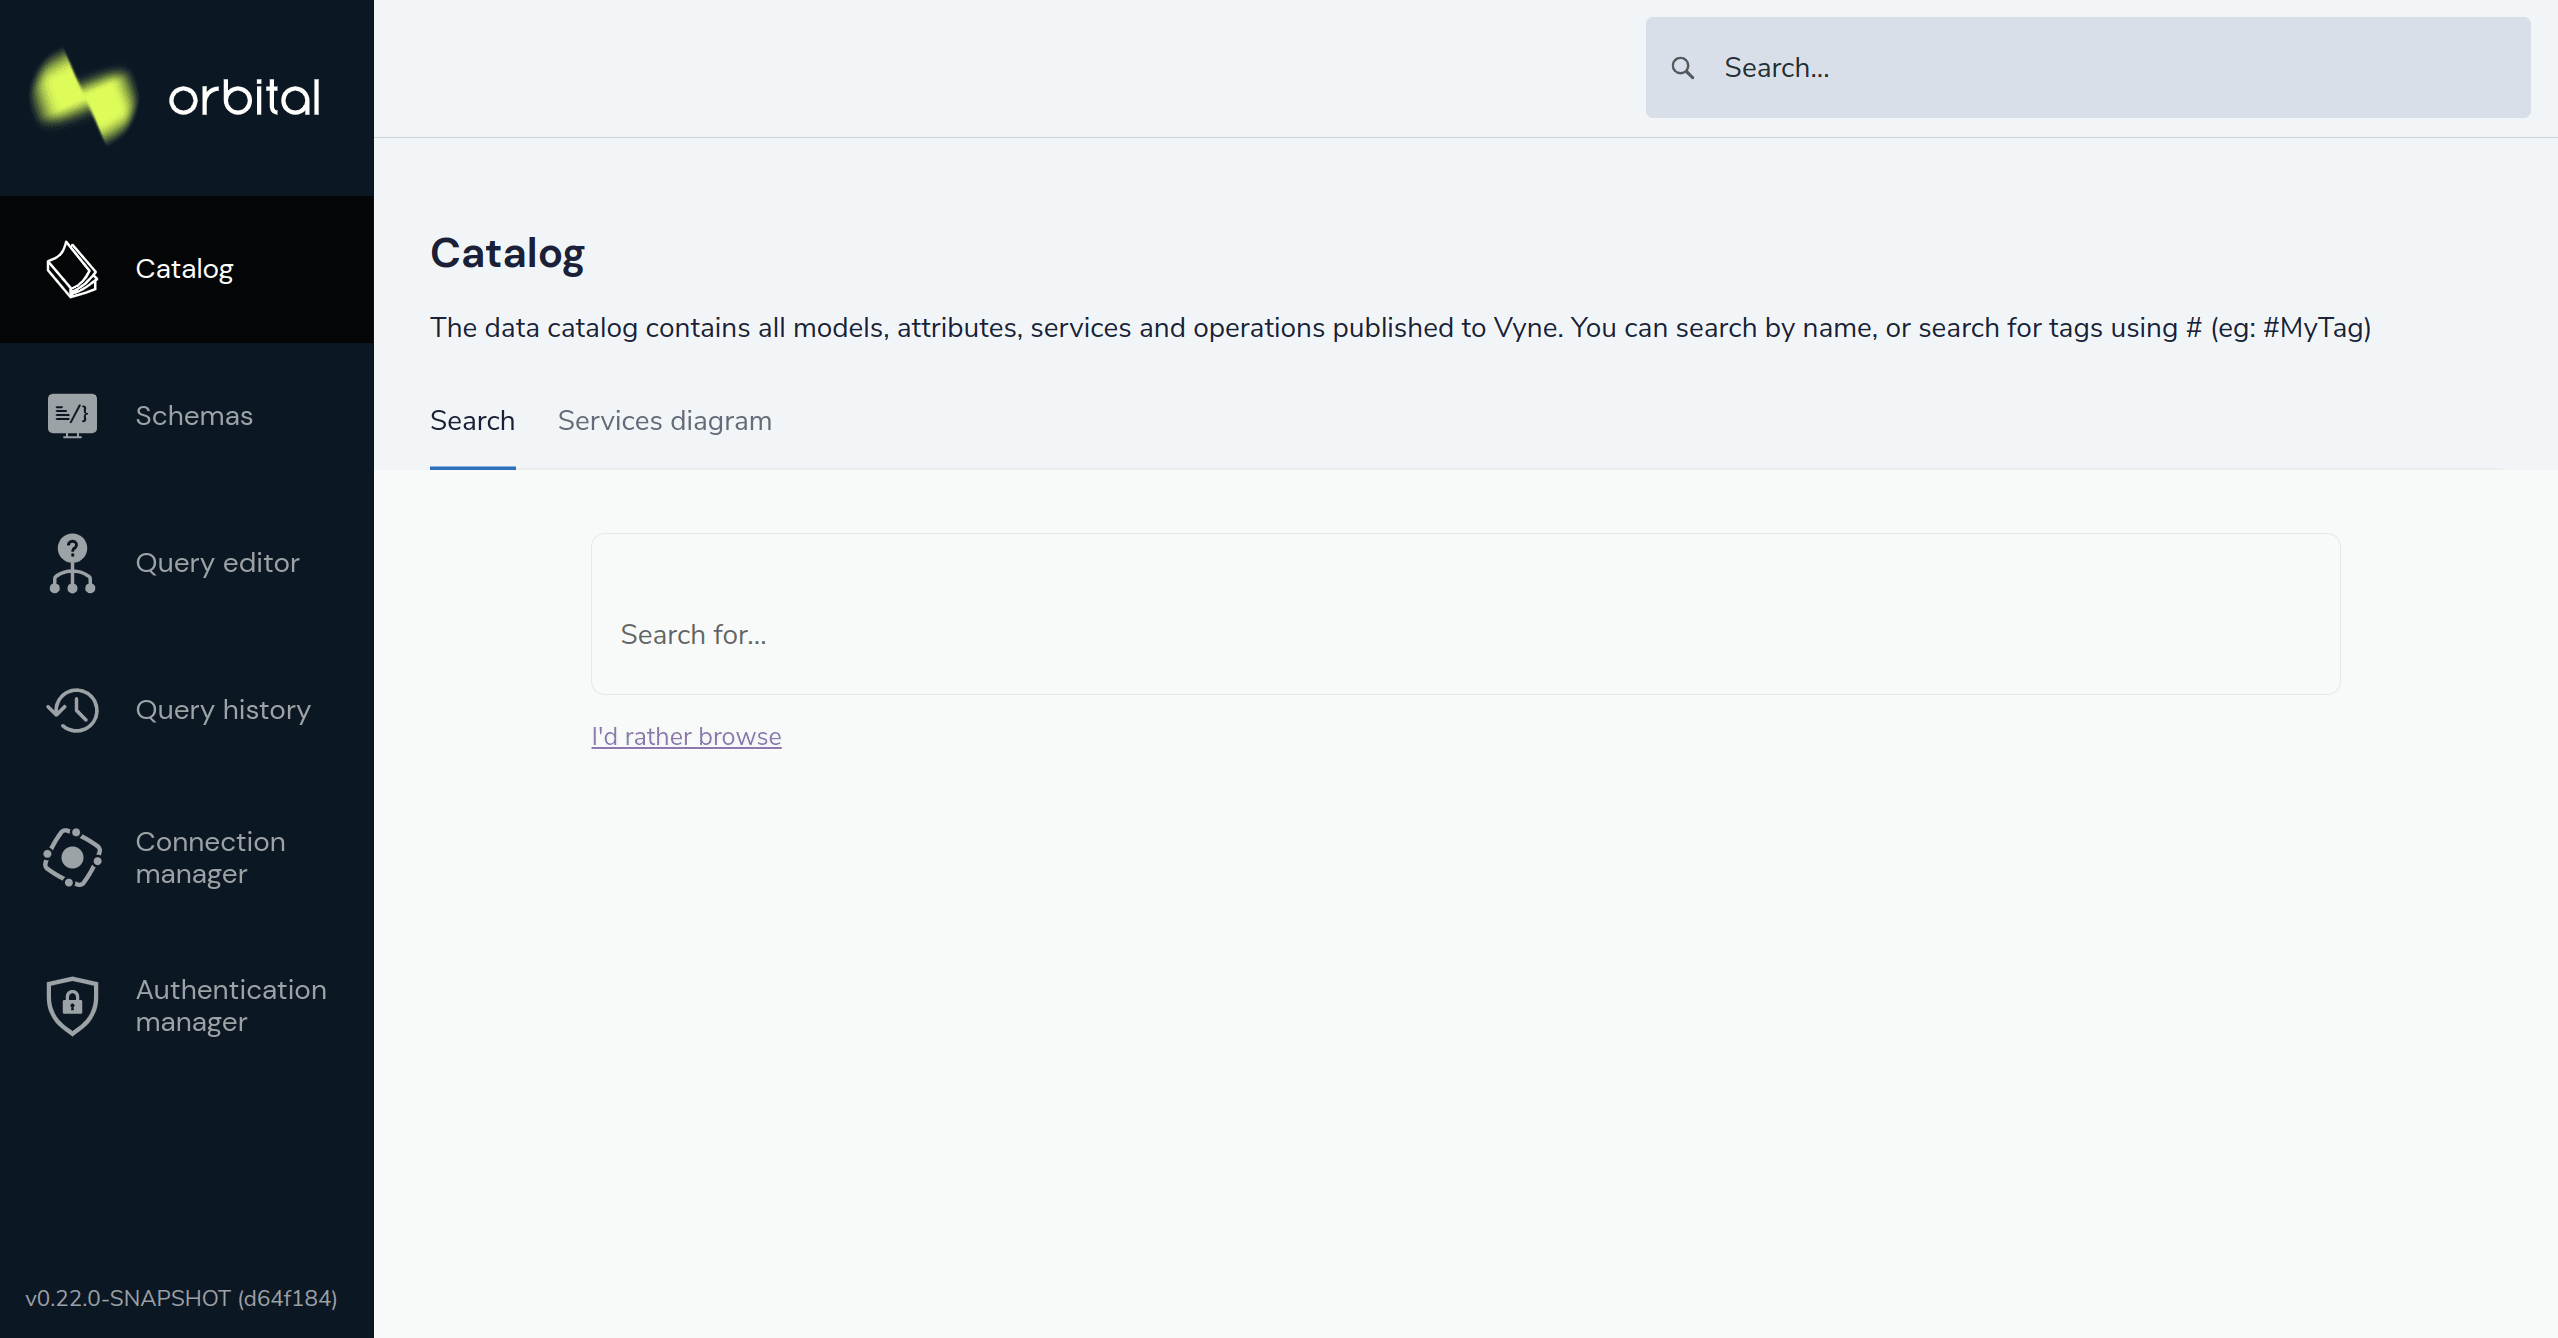 orbital
Search...
Catalog
Schemas
Query editor
Query history
Connection
manager
Authentication
manager
v0.22.0-SNAPSHOT (d64f184)
Catalog
The data catalog contains all models, attributes, services and operations published to Vyne. You can search by name, or search for tags using # (eg: #MyTag)
Search
Services diagram
Search for...
I'd rather browse